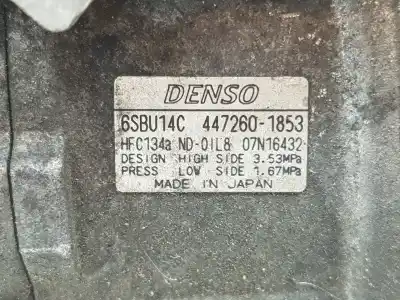 DENSO
6SBU14C 447260-1853
HFC134a ND-OIL8 07N16432
DESIGN HIGH SIDE 3.53MPa
PRESS LOW SIDE 1.67MPa
MADE IN JAPAN